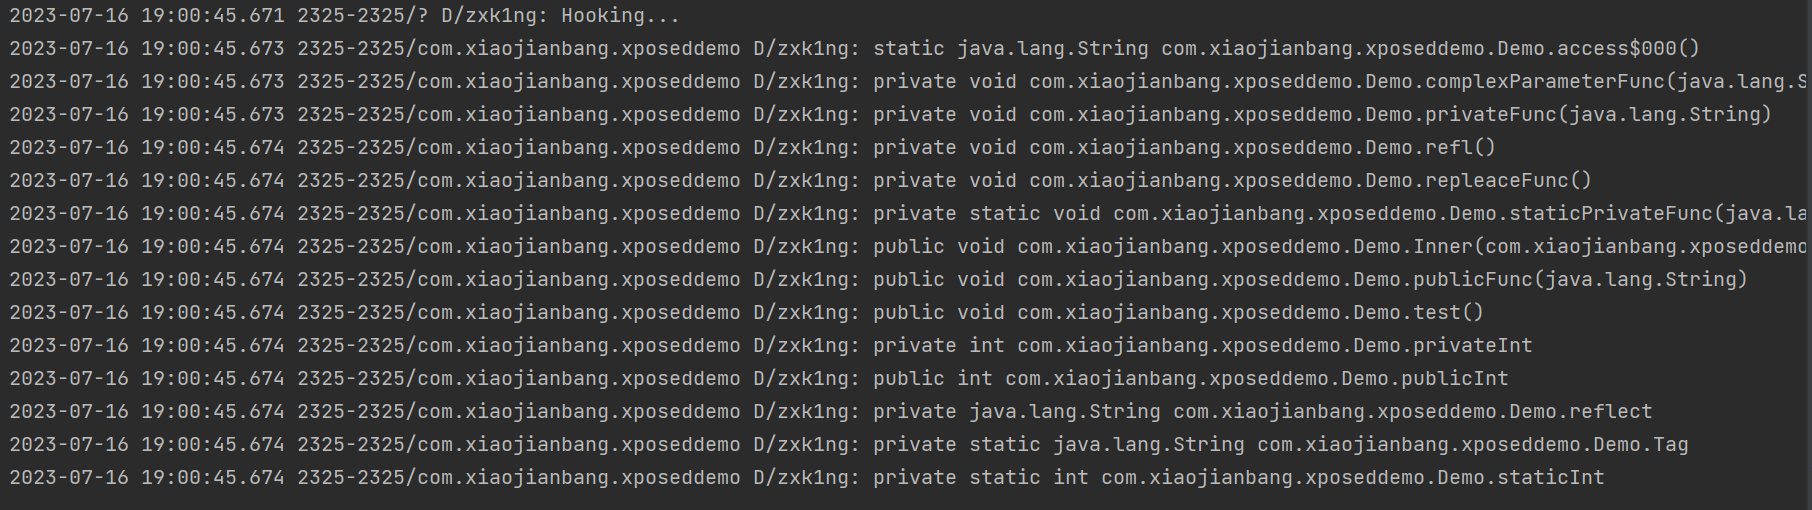 2023-07-16 19:00:45.671 2325-2325/? D/zxk1ng: Hooking...
2023-07-16 19:00:45.673 2325-2325/com.xiaojianbang.xposeddemo D/zxk1ng: static java.lang.String com.xiaojianbang.xposeddemo.Demo.access$000()
2023-07-16 19:00:45.673 2325-2325/com.xiaojianbang.xposeddemo D/zxk1ng: private void com.xiaojianbang.xposeddemo.Demo.complexParameterFunc(java.lang.S
2023-07-16 19:00:45.673 2325-2325/com.xiaojianbang.xposeddemo D/zxk1ng: private void com.xiaojianbang.xposeddemo.Demo.privateFunc(java.lang.String)
2023-07-16 19:00:45.674 2325-2325/com.xiaojianbang.xposeddemo D/zxk1ng: private void com.xiaojianbang.xposeddemo.Demo.refl()
2023-07-16 19:00:45.674 2325-2325/com.xiaojianbang.xposeddemo D/zxk1ng: private void com.xiaojianbang.xposeddemo.Demo.repleaceFunc()
2023-07-16 19:00:45.674 2325-2325/com.xiaojianbang.xposeddemo D/zxk1ng: private static void com.xiaojianbang.xposeddemo.Demo.staticPrivateFunc(java.la
2023-07-16 19:00:45.674 2325-2325/com.xiaojianbang.xposeddemo D/zxk1ng: public void com.xiaojianbang.xposeddemo.Demo.Inner(com.xiaojianbang.xposeddemo
2023-07-16 19:00:45.674 2325-2325/com.xiaojianbang.xposeddemo D/zxk1ng: public void com.xiaojianbang.xposeddemo.Demo.publicFunc(java.lang.String)
2023-07-16 19:00:45.674 2325-2325/com.xiaojianbang.xposeddemo D/zxk1ng: public void com.xiaojianbang.xposeddemo.Demo.test()
2023-07-16 19:00:45.674 2325-2325/com.xiaojianbang.xposeddemo D/zxk1ng: private int com.xiaojianbang.xposeddemo.Demo.privateInt
2023-07-16 19:00:45.674 2325-2325/com.xiaojianbang.xposeddemo D/zxk1ng: public int com.xiaojianbang.xposeddemo.Demo.publicInt
2023-07-16 19:00:45.674 2325-2325/com.xiaojianbang.xposeddemo D/zxk1ng: private java.lang.String com.xiaojianbang.xposeddemo.Demo.reflect
2023-07-16 19:00:45.674 2325-2325/com.xiaojianbang.xposeddemo D/zxk1ng: private static java.lang.String com.xiaojianbang.xposeddemo.Demo.Tag
2023-07-16 19:00:45.674 2325-2325/com.xiaojianbang.xposeddemo D/zxk1ng: private static int com.xiaojianbang.xposeddemo.Demo.staticInt